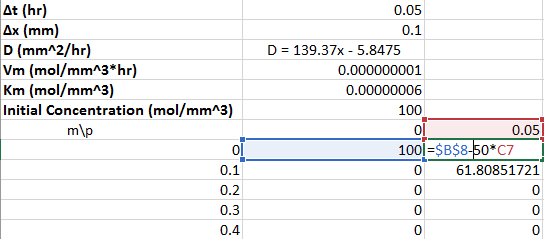 Δt (hr) 0.05
Δx (mm) 0.1
D (mm^2/hr) D = 139.37x - 5.8475
Vm (mol/mm^3*hr) 0.000000001
Km (mol/mm^3) 0.00000006
Initial Concentration (mol/mm^3) 100
m\p 0 0.05
0 100 =$B$8-50*C7
0.1 0 61.80851721
0.2 0 0
0.3 0 0
0.4 0 0